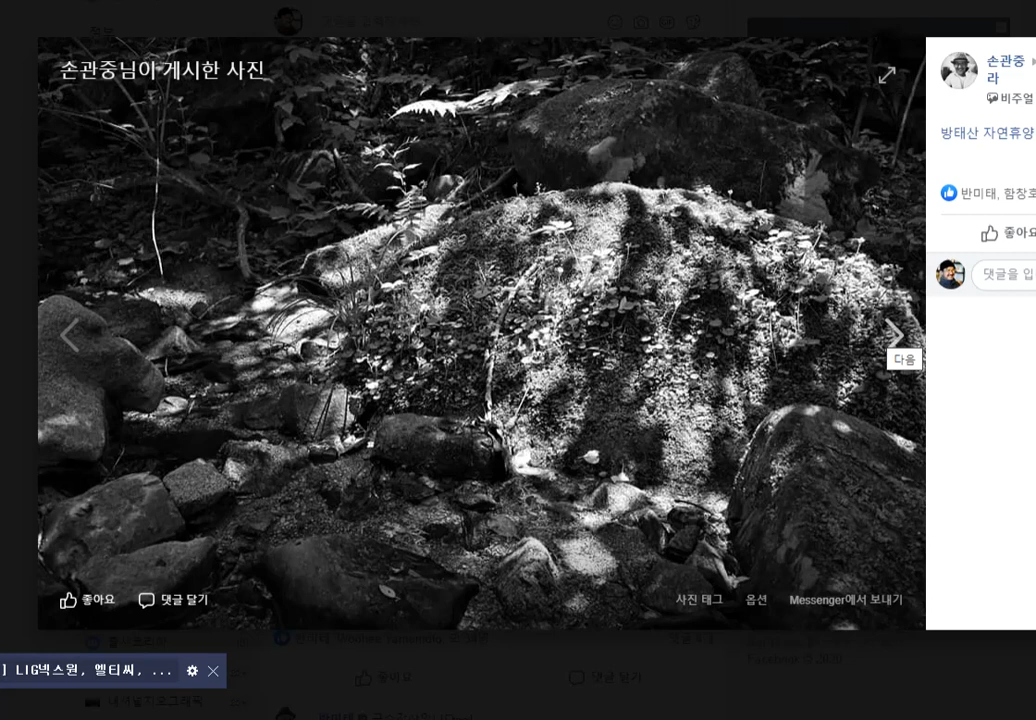 손관중님이 게시한 사진
손관중
라
비주얼
방태산 자연휴양
반미태, 함창호
좋아요
댓글을 입
다음
좋아요
댓글 달기
사진 태그
옵션
Messenger에서 보내기
] LIG넥스원, 엘티씨, ...
좋아요
댓글 달기